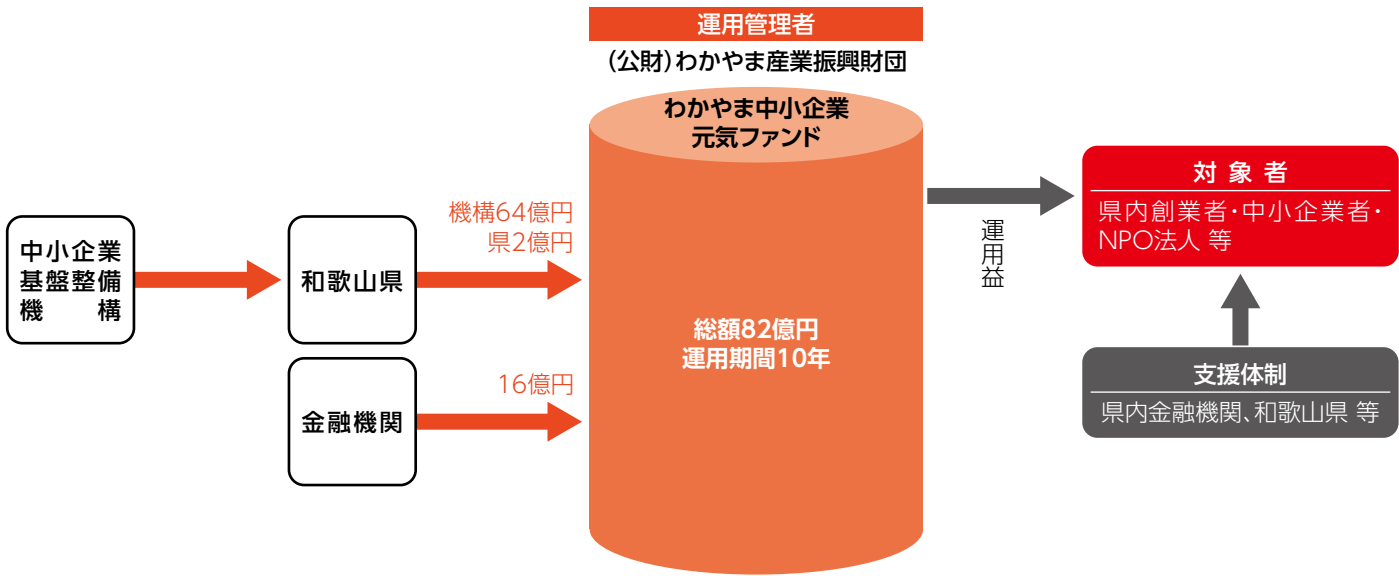 運用管理者
(公財)わかやま産業振興財団
わかやま中小企業
元気ファンド
総額82億円
運用期間10年
中小企業
基盤整備
機構
和歌山県
機構64億円
県2億円
金融機関
16億円
運用益
対象者
県内創業者・中小企業者・
NPO法人 等
支援体制
県内金融機関、和歌山県 等